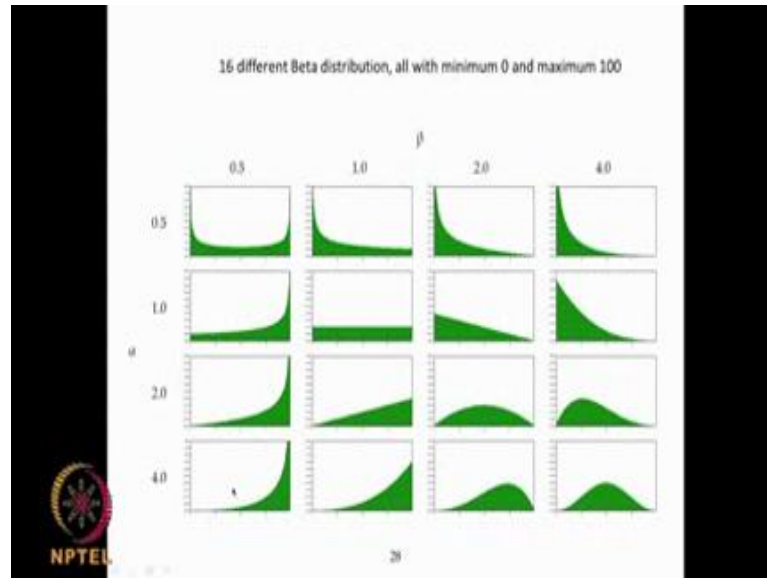 16 different Beta distribution, all with minimum 0 and maximum 100
β
0.5 1.0 2.0 4.0
0.5
1.0
α
2.0
4.0
NPTEL
28